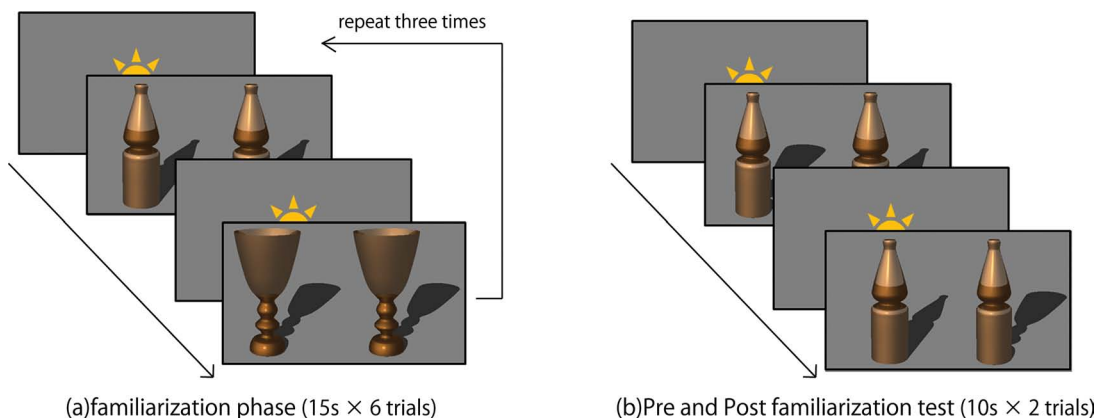 repeat three times
(a)familiarization phase (15s × 6 trials)
(b)Pre and Post familiarization test (10s × 2 trials)